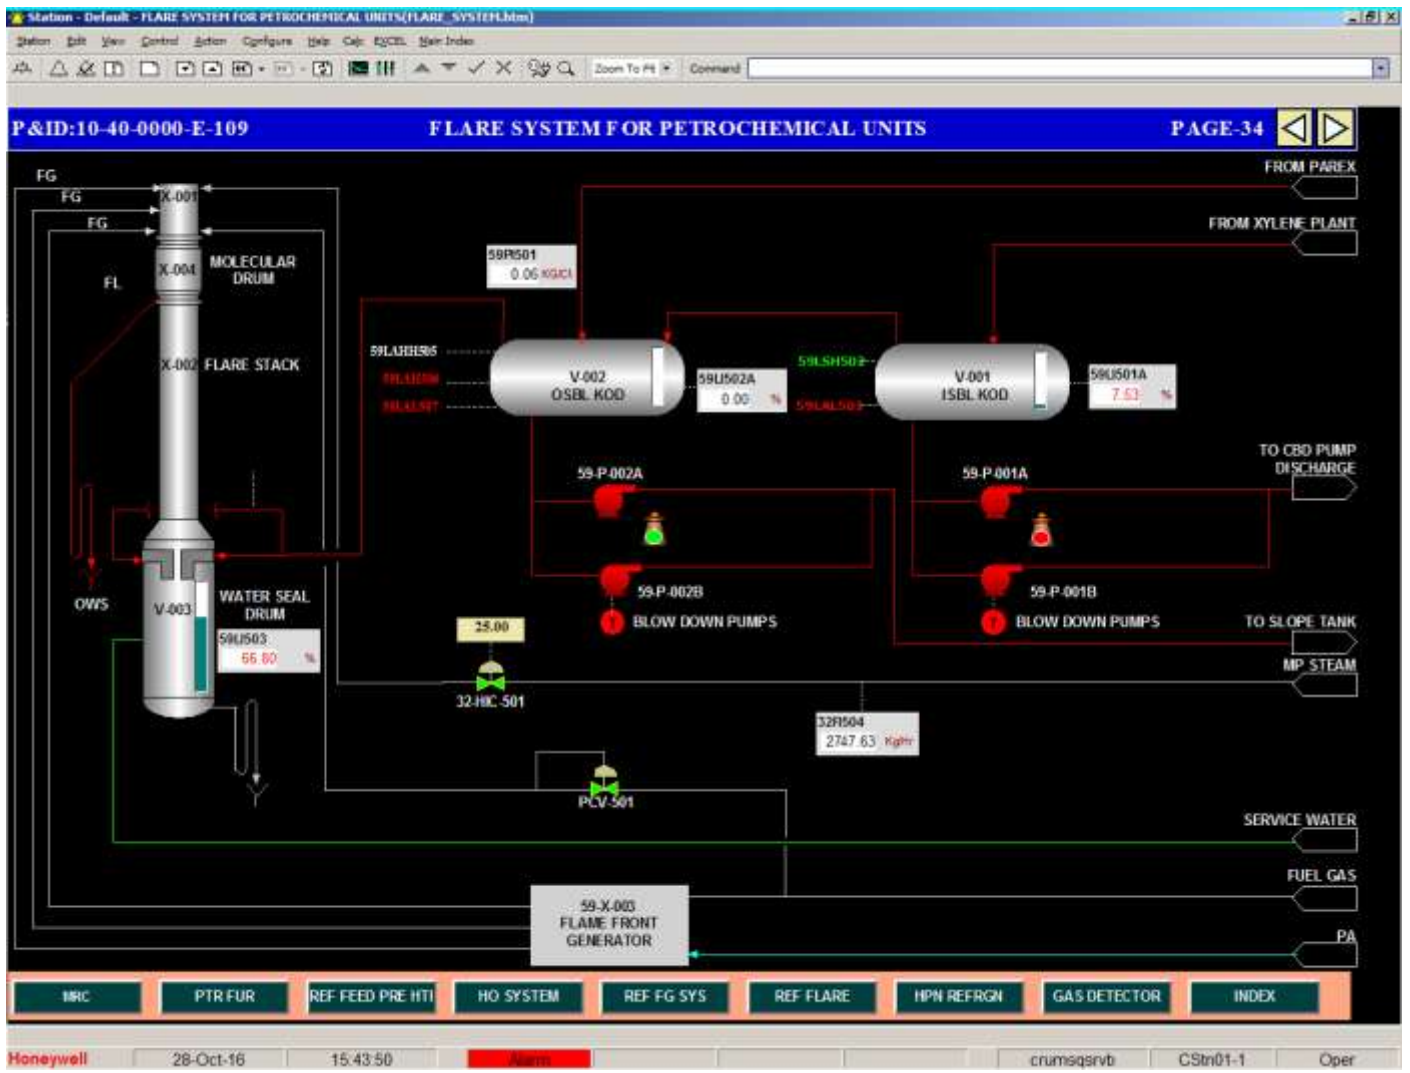 Station - Default - FLARE SYSTEM FOR PETROCHEMICAL UNITS(FLARE_SYSTEM.htm)
Station Edit View Control Action Configure Help Calc EXCEL Main Index
Zoom To Fit Command
P&ID:10-40-0000-E-109 FLARE SYSTEM FOR PETROCHEMICAL UNITS PAGE-34
FROM PAREX
FG
FG
X-001
FG
FROM XYLENE PLANT
59PI501
0.06
MOLECULAR
DRUM
X-004
FL
59LAHH505
X-002 FLARE STACK
59LSH502
V-002
OSBL KOD
59LI502A
0.00 %
V-001
ISBL KOD
59LI501A
7.53 %
TO CBD PUMP
DISCHARGE
59-P-002A
59-P-001A
59-P-002B
59-P-001B
OWS
V-003
WATER SEAL
DRUM
59LI503
66.60 %
25.00
BLOW DOWN PUMPS
BLOW DOWN PUMPS
TO SLOPE TANK
MP STEAM
32-HIC-501
32FI504
2747.63 Kg/Hr
PCV-501
SERVICE WATER
FUEL GAS
59-X-003
FLAME FRONT
GENERATOR
PA
MRC PTR FUR REF FEED PRE HTI HO SYSTEM REF FG SYS REF FLARE HPN REFRGN GAS DETECTOR INDEX
Honeywell 28-Oct-16 15:43:50 Alarm crumsqsrvb CStn01-1 Oper